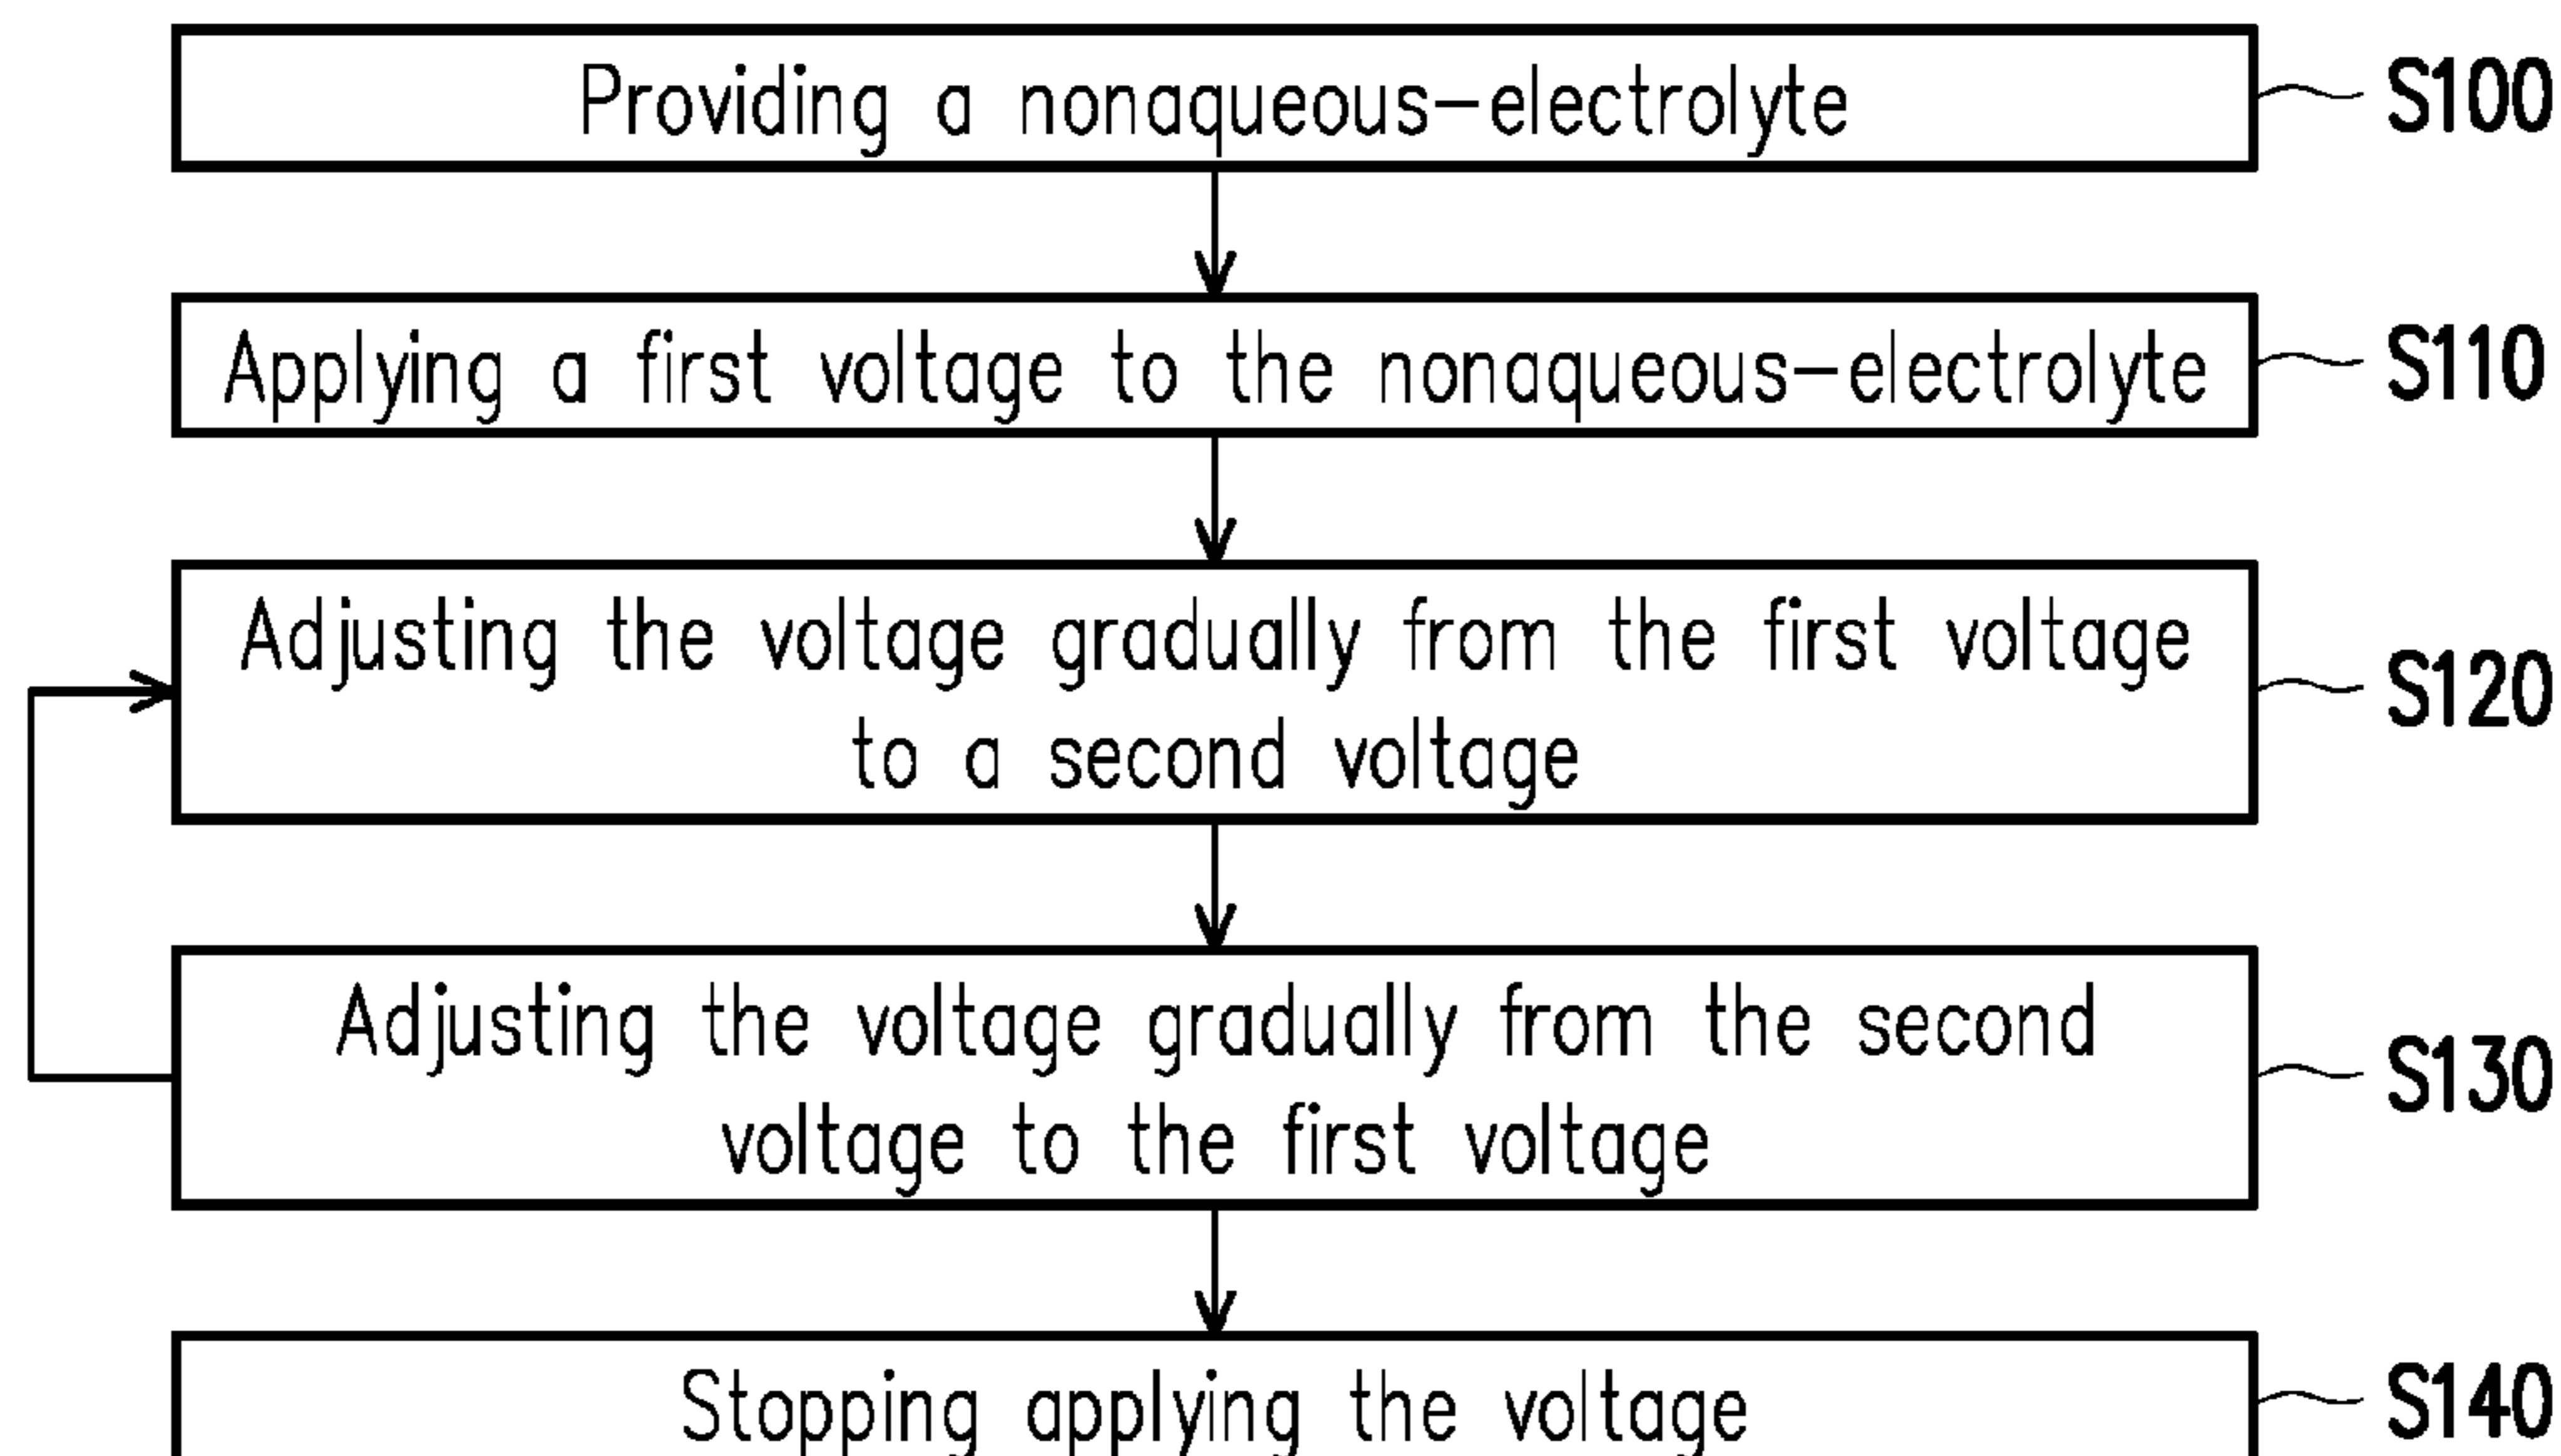 Providing a nonaqueous-electrolyte
S100
Applying a first voltage to the nonaqueous-electrolyte
S110
Adjusting the voltage gradually from the first voltage
to a second voltage
S120
Adjusting the voltage gradually from the second
voltage to the first voltage
S130
Stopping applying the voltage
S140